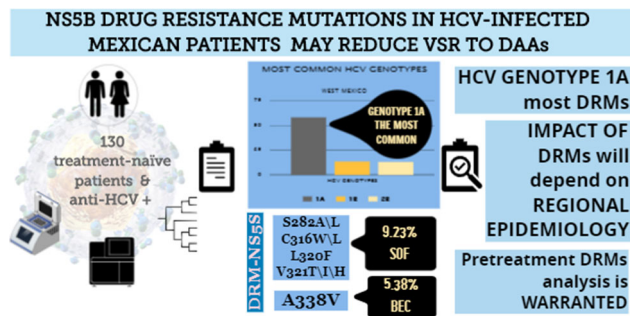 NS5B DRUG RESISTANCE MUTATIONS IN HCV-INFECTED
MEXICAN PATIENTS MAY REDUCE VSR TO DAAs
130
treatment-naïve
patients &
anti-HCV +
MOST COMMON HCV GENOTYPES
WEST MEXICO
GENOTYPE 1A
THE MOST
COMMON
HCV GENOTYPES
1A 1B 2B
HCV GENOTYPE 1A
most DRMs
IMPACT OF
DRMs will
depend on
REGIONAL
EPIDEMIOLOGY
Pretreatment DRMs
analysis is
WARRANTED
DRM-NS5S
S282A\L
C316W\L
L320F
V321T\I\H
A338V
9.23%
SOF
5.38%
BEC